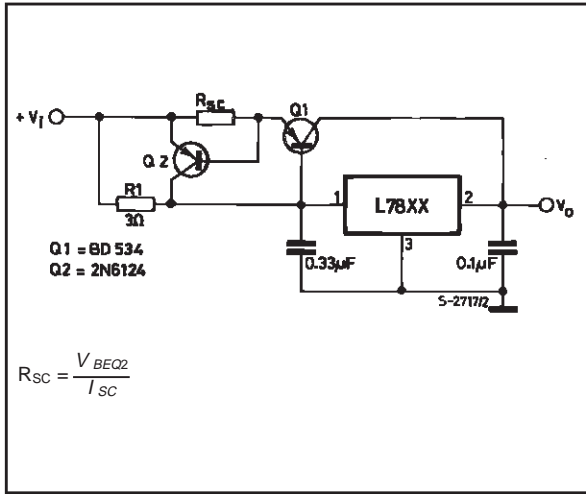 R_SC Q1
+ V_I
Q 2
R1 1 L78XX 2 V_o
3Ω
Q1 = BD 534 3
Q2 = 2N6124 0.33µF 0.1µF
S-2717/2
R_SC = V_BEQ2 / I_SC